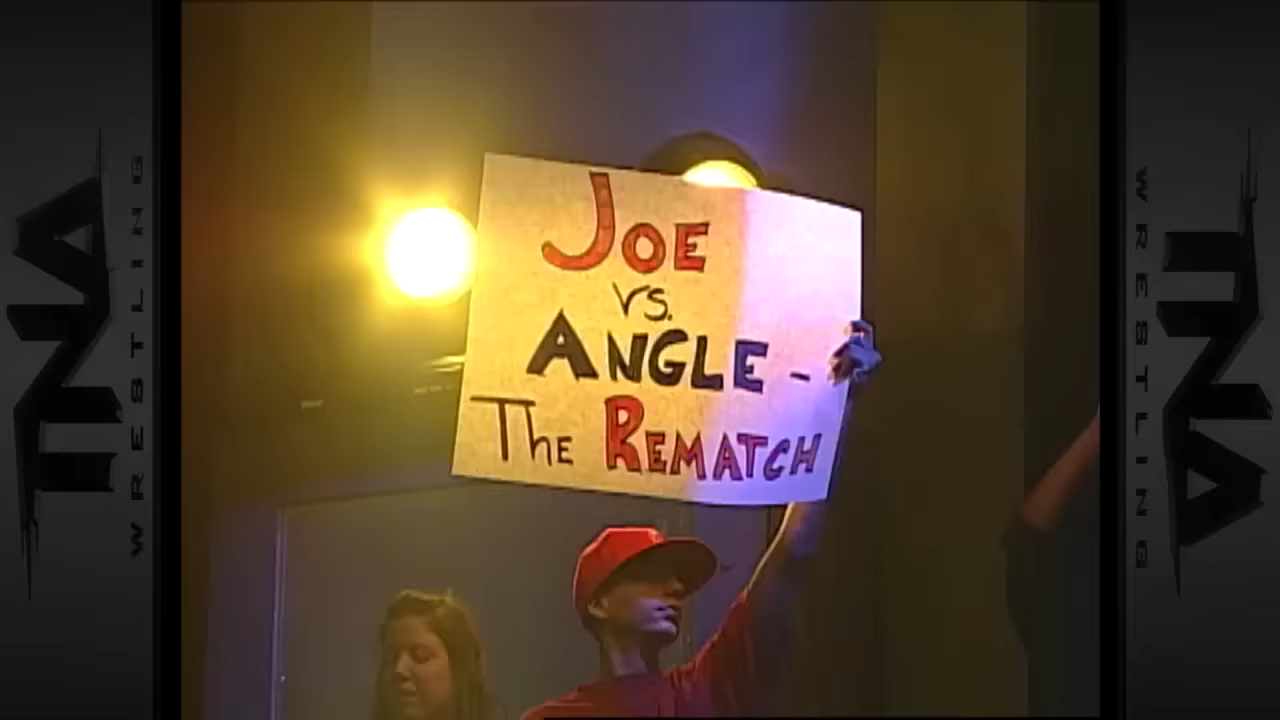 JOE
VS.
ANGLE -
THE REMATCH
TNA
WRESTLING
TNA
WRESTLING